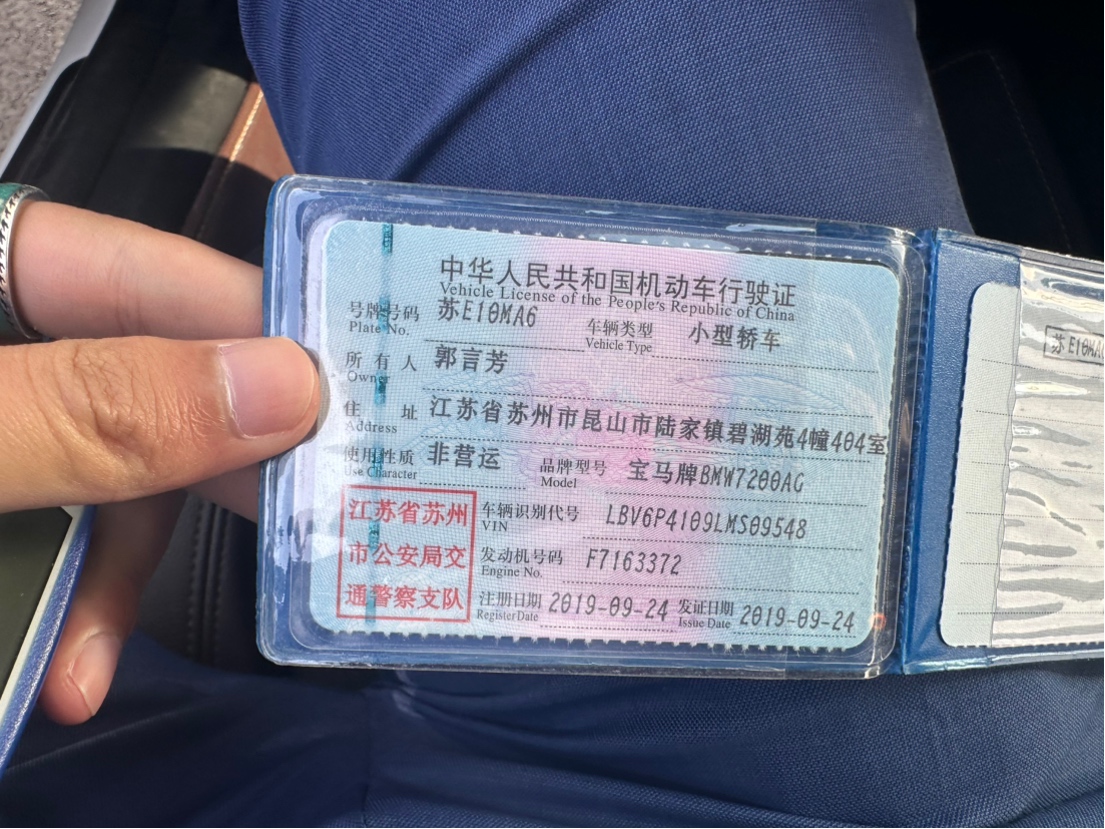 中华人民共和国机动车行驶证
Vehicle License of the People's Republic of China
号牌号码 苏E10MA6 车辆类型 小型轿车
Plate No. Vehicle Type
所有人 郭言芳
Owner
住址 江苏省苏州市昆山市陆家镇碧湖苑4幢404室
Address
使用性质 非营运 品牌型号 宝马牌BMW7200AG
Use Character Model
江苏省苏州
市公安局交
通警察支队
车辆识别代号 LBV6P4109LMS09548
VIN
发动机号码 F7163372
Engine No.
注册日期 2019-09-24 发证日期 2019-09-24
Register Date Issue Date
苏E10MA